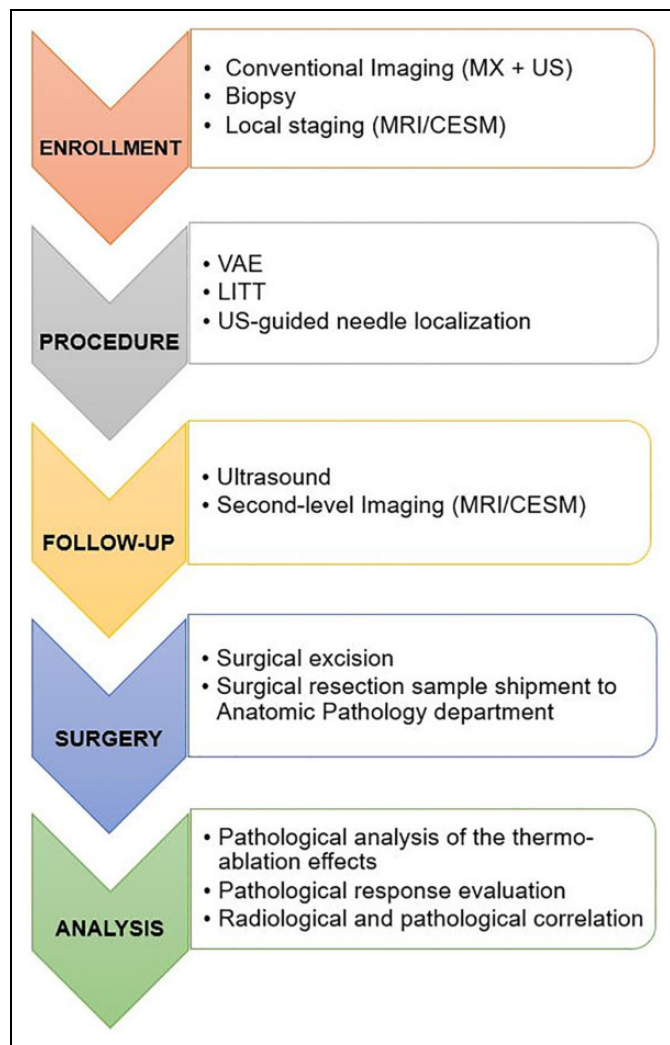 ENROLLMENT
• Conventional Imaging (MX + US)
• Biopsy
• Local staging (MRI/CESM)
PROCEDURE
• VAE
• LITT
• US-guided needle localization
FOLLOW-UP
• Ultrasound
• Second-level Imaging (MRI/CESM)
SURGERY
• Surgical excision
• Surgical resection sample shipment to
Anatomic Pathology department
ANALYSIS
• Pathological analysis of the thermo-
ablation effects
• Pathological response evaluation
• Radiological and pathological correlation